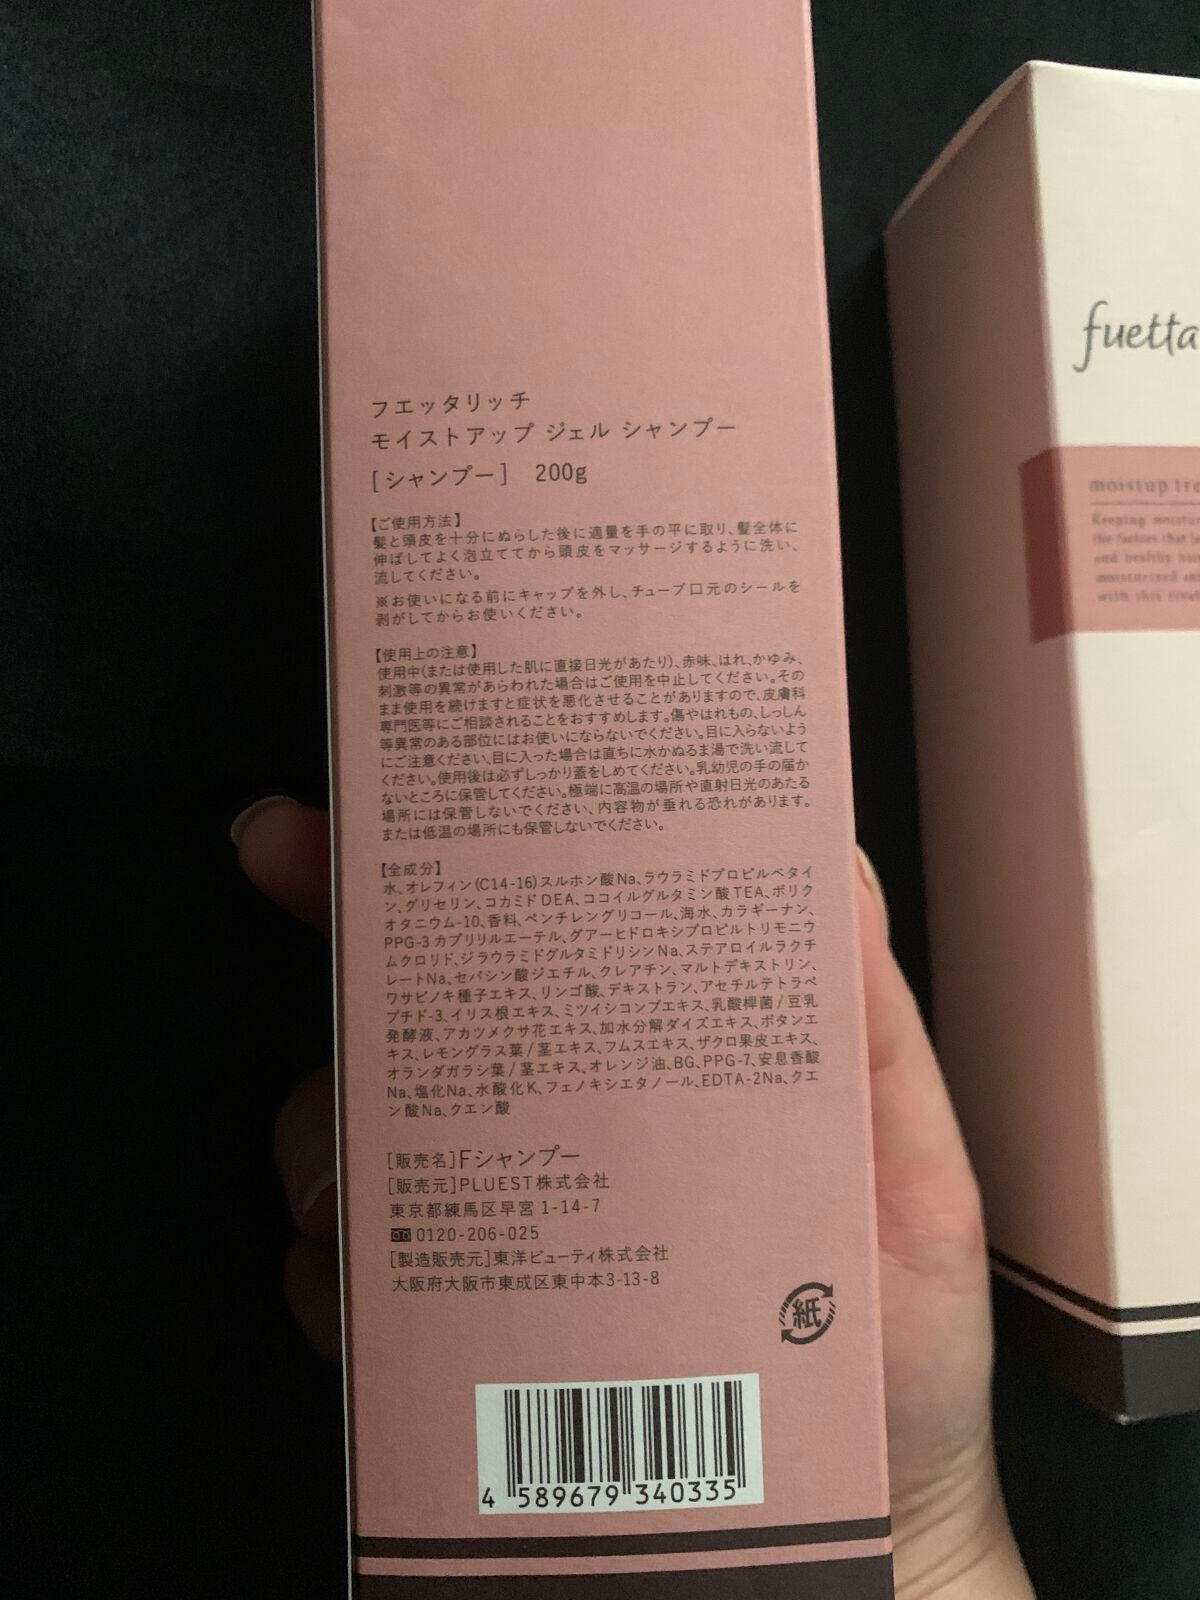 フエッタリッチ
モイストアップ ジェル シャンプー
[シャンプー] 200g
【ご使用方法】
髪と頭皮を十分にぬらした後に適量を手の平に取り、髪全体に
伸ばしてよく泡立ててから頭皮をマッサージするように洗い、
流してください。
※お使いになる前にキャップを外し、チューブ口元のシールを
剥がしてからお使いください。
【使用上の注意】
使用中(または使用した肌に直接日光があたり)、赤味、はれ、かゆみ、
刺激等の異常があらわれた場合はご使用を中止してください。その
まま使用を続けますと症状を悪化させることがありますので、皮膚科
専門医等にご相談されることをおすすめします。傷やはれもの、しっしん
等異常のある部位にはお使いにならないでください。目に入らないよう
にご注意ください、目に入った場合は直ちに水かぬるま湯で洗い流して
ください。使用後は必ずしっかり蓋をしめてください。乳幼児の手の届か
ないところに保管してください。極端に高温の場所や直射日光のあたる
場所には保管しないでください、内容物が垂れる恐れがあります。
または低温の場所にも保管しないでください。
【全成分】
水、オレフィン(C14-16)スルホン酸Na、ラウラミドプロピルベタイ
ン、グリセリン、コカミドDEA、ココイルグルタミン酸TEA、ポリク
オタニウム-10、香料、ペンチレングリコール、海水、カラギーナン、
PPG-3カプリリルエーテル、グアーヒドロキシプロピルトリモニウ
ムクロリド、ジラウラミドグルタミドリシンNa、ステアロイルラクチ
レートNa、セバシン酸ジエチル、クレアチン、マルトデキストリン、
ワサビノキ種子エキス、リンゴ酸、デキストラン、アセチルテトラペ
プチド-3、イリス根エキス、ミツイシコンブエキス、乳酸桿菌/豆乳
発酵液、アカツメクサ花エキス、加水分解ダイズエキス、ボタンエ
キス、レモングラス葉/茎エキス、フムスエキス、ザクロ果皮エキス、
オランダガラシ葉/茎エキス、オレンジ油、BG、PPG-7、安息香酸
Na、塩化Na、水酸化K、フェノキシエタノール、EDTA-2Na、クエ
ン酸Na、クエン酸
[販売名]Fシャンプー
[販売元]PLUEST株式会社
東京都練馬区早宮1-14-7
0120-206-025
[製造販売元]東洋ビューティ株式会社
大阪府大阪市東成区東中本3-13-8
紙
4 589679 340335
fuetta
moistup tre
Keeping moistu
the factors that
and healthy
moisturized
with this